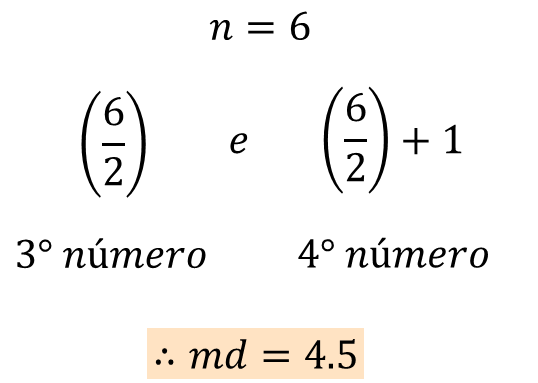 n = 6
(6/2) e (6/2) + 1
3° número 4° número
∴ md = 4.5